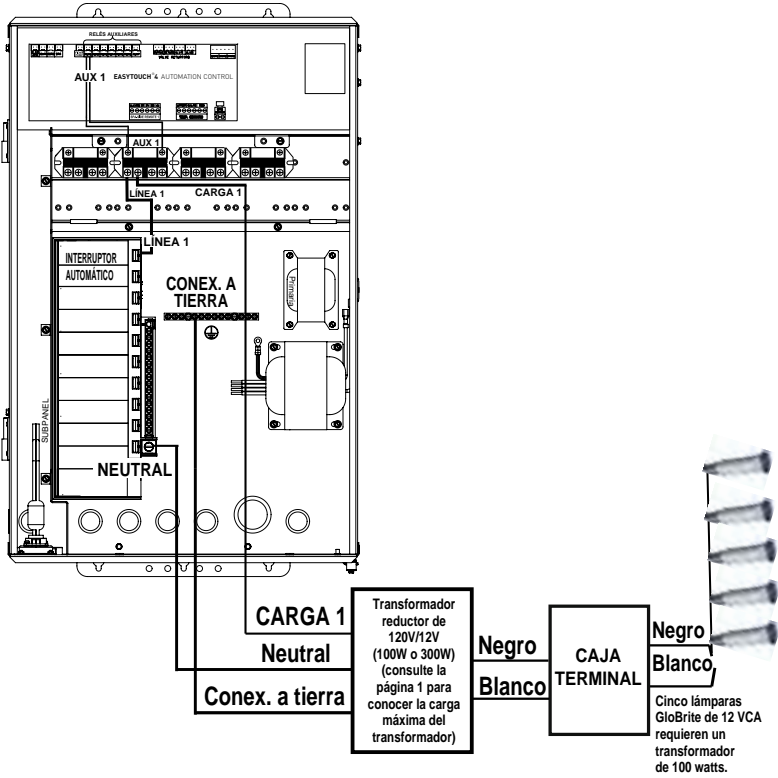 RELÉS AUXILIARES
VALVE ACTUATORS
AUX 1
EASYTOUCH®4 AUTOMATION CONTROL
AUX 1
LÍNEA 1
CARGA 1
LÍNEA 1
INTERRUPTOR
AUTOMÁTICO
CONEX. A
TIERRA
Primario
SUBPANEL
NEUTRAL
CARGA 1
Neutral
Conex. a tierra
Transformador
reductor de
120V/12V
(100W o 300W)
(consulte la
página 1 para
conocer la carga
máxima del
transformador)
Negro
Blanco
CAJA
TERMINAL
Negro
Blanco
Cinco lámparas
GloBrite de 12 VCA
requieren un
transformador
de 100 watts.